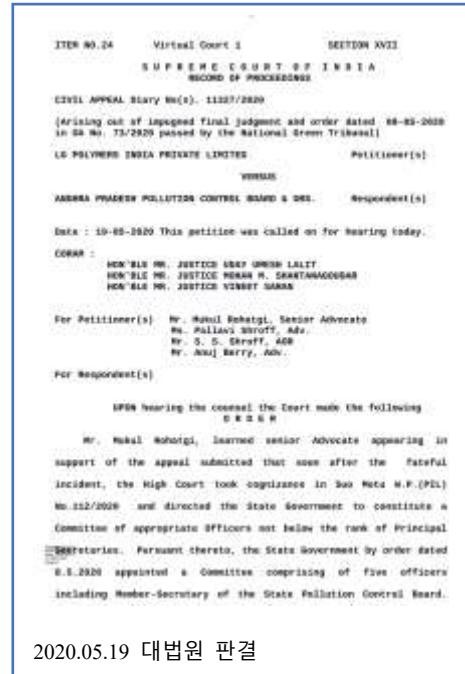 ITEM NO.24 Virtual Court 1 SECTION XVII
S U P R E M E C O U R T O F I N D I A
RECORD OF PROCEEDINGS
CIVIL APPEAL Diary No(s). 11327/2020
(Arising out of impugned final judgment and order dated 08-05-2020
in OA No. 73/2020 passed by the National Green Tribunal)
LG POLYMERS INDIA PRIVATE LIMITED Petitioner(s)
VERSUS
ANDHRA PRADESH POLLUTION CONTROL BOARD & ORS. Respondent(s)
Date : 19-05-2020 This petition was called on for hearing today.
CORAM :
HON'BLE MR. JUSTICE UDAY UMESH LALIT
HON'BLE MR. JUSTICE MOHAN M. SHANTANAGOUDAR
HON'BLE MR. JUSTICE VINEET SARAN
For Petitioner(s) Mr. Mukul Rohatgi, Senior Advocate
Ms. Pallavi Shroff, Adv.
Mr. S. S. Shroff, AOR
Mr. Anuj Berry, Adv.
For Respondent(s)
UPON hearing the counsel the Court made the following
O R D E R
Mr. Mukul Rohatgi, learned senior Advocate appearing in
support of the appeal submitted that soon after the fateful
incident, the High Court took cognizance in Suo Motu W.P.(PIL)
No.112/2020 and directed the State Government to constitute a
Committee of appropriate Officers not below the rank of Principal
Secretaries. Pursuant thereto, the State Government by order dated
8.5.2020 appointed a Committee comprising of five officers
including Member-Secretary of the State Pollution Control Board.
2020.05.19 대법원 판결